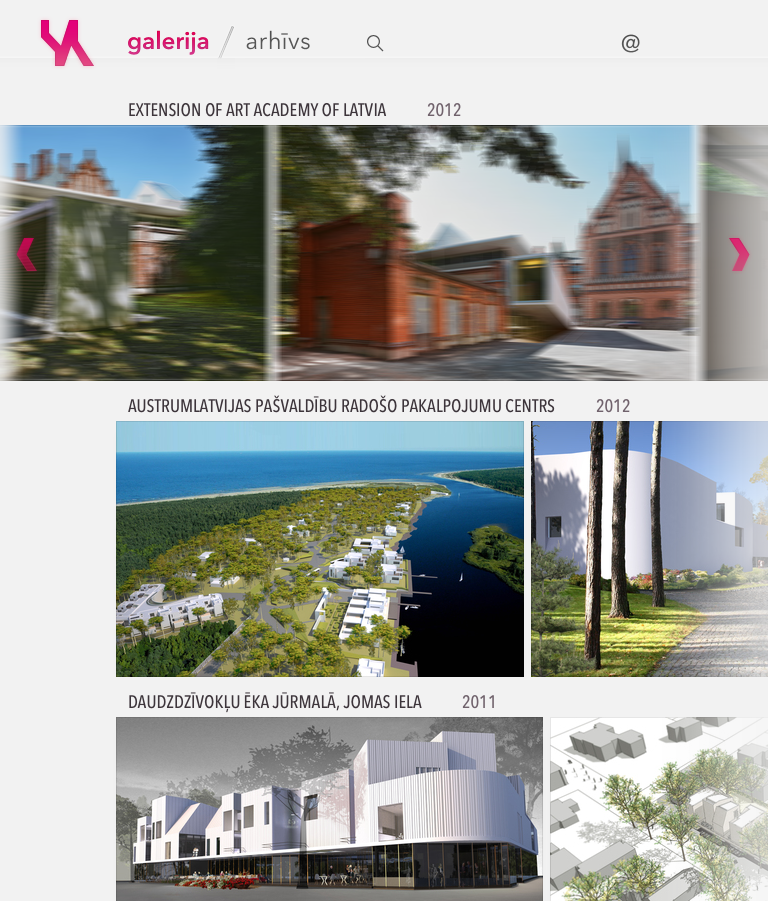 galerija / arhīvs @
EXTENSION OF ART ACADEMY OF LATVIA 2012
AUSTRUMLATVIJAS PAŠVALDĪBU RADOŠO PAKALPOJUMU CENTRS 2012
DAUDZDZĪVOKĻU ĒKA JŪRMALĀ, JOMAS IELA 2011